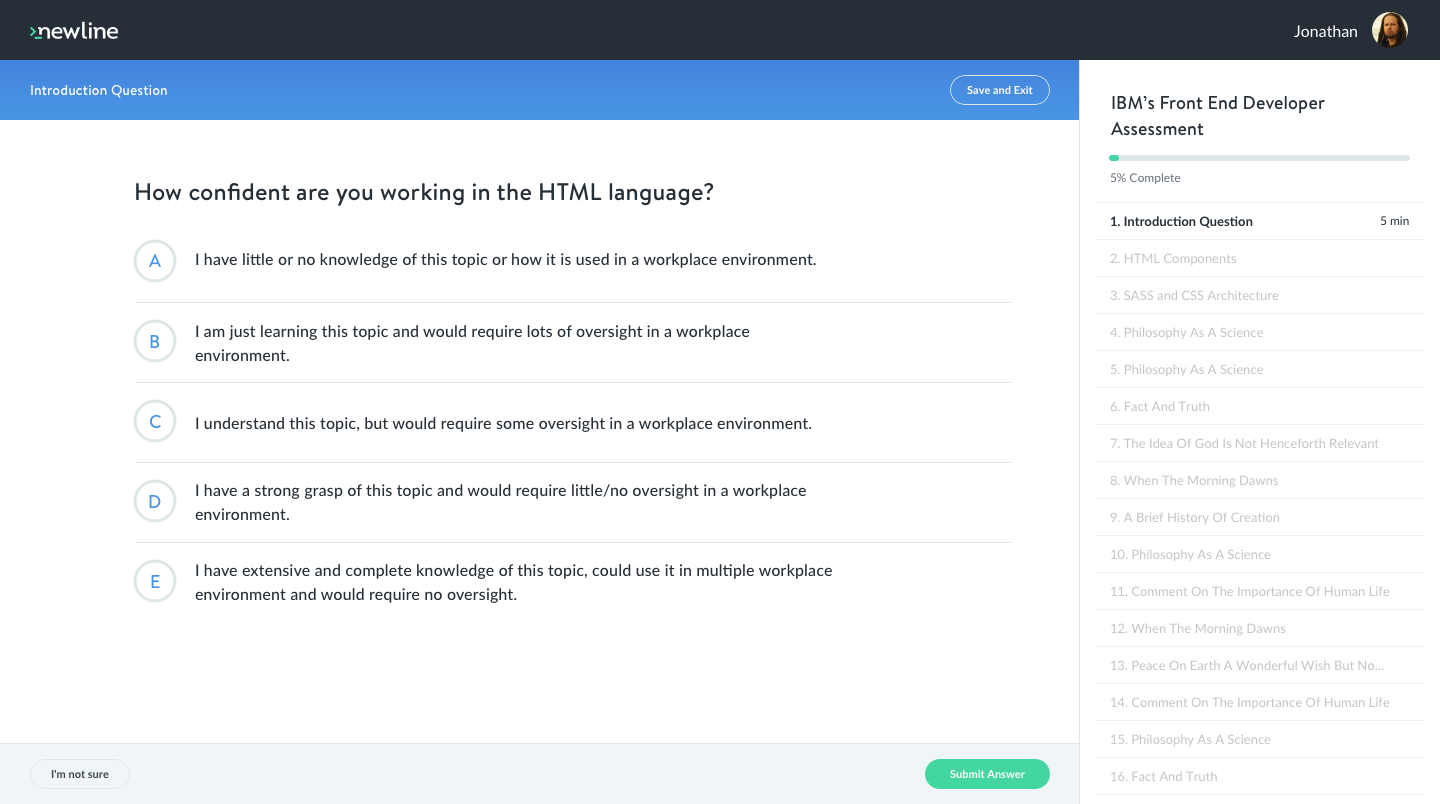 newline
Jonathan
Introduction Question
Save and Exit
How confident are you working in the HTML language?
A
I have little or no knowledge of this topic or how it is used in a workplace environment.
B
I am just learning this topic and would require lots of oversight in a workplace
environment.
C
I understand this topic, but would require some oversight in a workplace environment.
D
I have a strong grasp of this topic and would require little/no oversight in a workplace
environment.
E
I have extensive and complete knowledge of this topic, could use it in multiple workplace
environment and would require no oversight.
I'm not sure
Submit Answer
IBM's Front End Developer
Assessment
5% Complete
1. Introduction Question 5 min
2. HTML Components
3. SASS and CSS Architecture
4. Philosophy As A Science
5. Philosophy As A Science
6. Fact And Truth
7. The Idea Of God Is Not Henceforth Relevant
8. When The Morning Dawns
9. A Brief History Of Creation
10. Philosophy As A Science
11. Comment On The Importance Of Human Life
12. When The Morning Dawns
13. Peace On Earth A Wonderful Wish But No...
14. Comment On The Importance Of Human Life
15. Philosophy As A Science
16. Fact And Truth